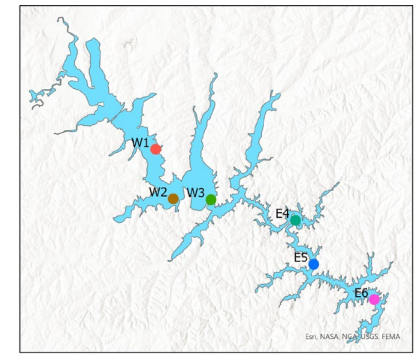 W1
W2
W3
E4
E5
E6
Esri, NASA, NGA, USGS, FEMA